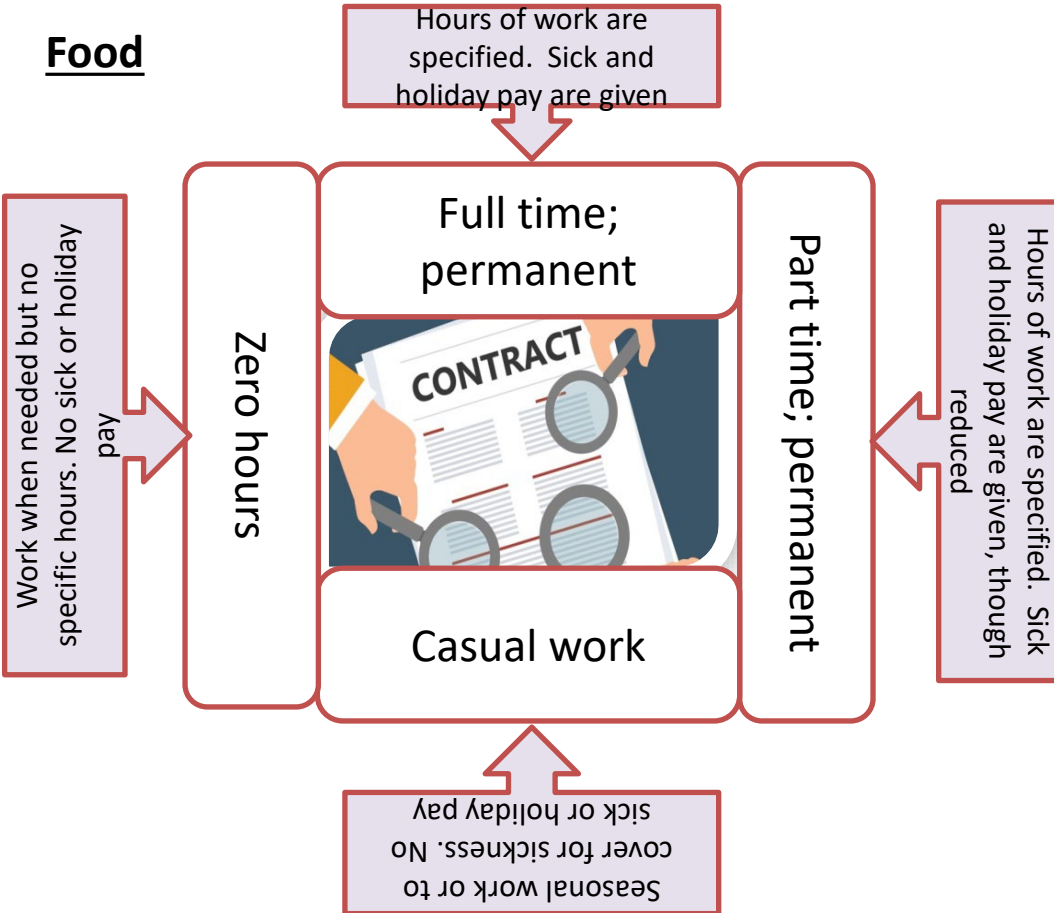 Food
Hours of work are
specified.  Sick and
holiday pay are given
Full time;
permanent
Work when needed but no
specific hours. No sick or holiday
pay
Zero hours
CONTRACT
Part time; permanent
Hours of work are specified.  Sick
and holiday pay are given, though
reduced
Casual work
Seasonal work or to
cover for sickness. No
sick or holiday pay